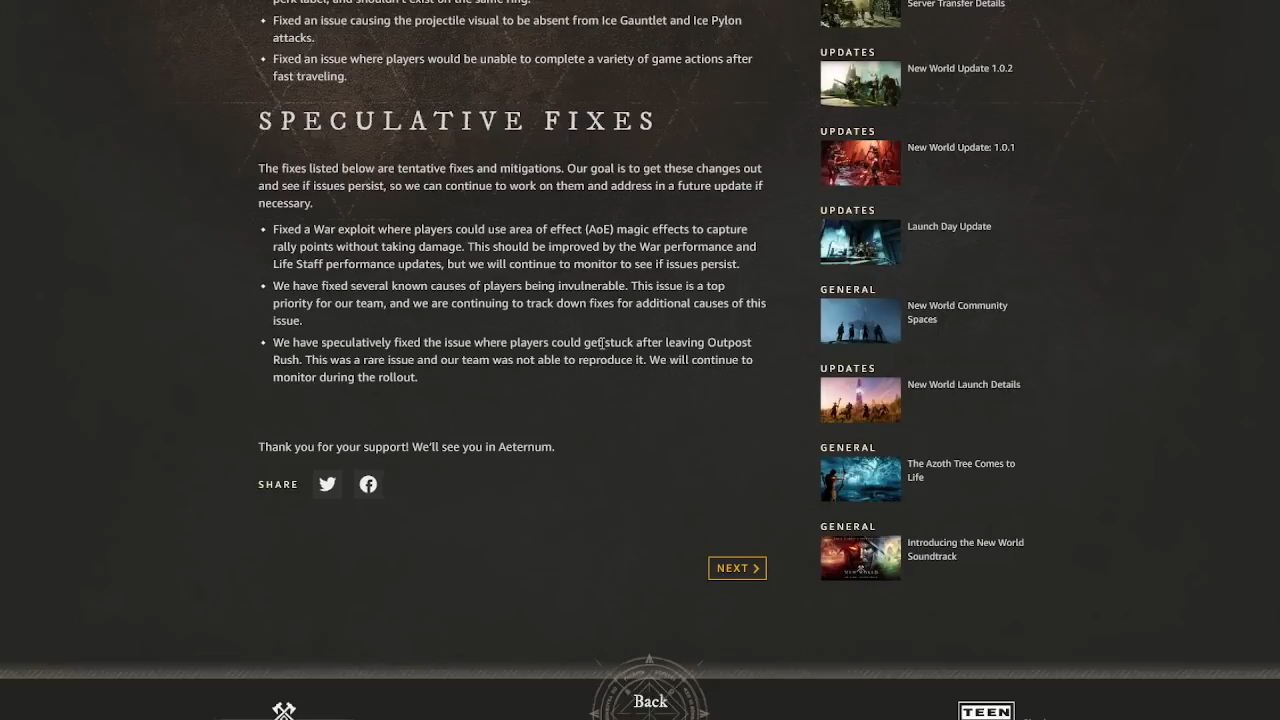 perk label, and shouldn't exist on the same ring.
• Fixed an issue causing the projectile visual to be absent from Ice Gauntlet and Ice Pylon
attacks.
• Fixed an issue where players would be unable to complete a variety of game actions after
fast traveling.
SPECULATIVE FIXES
The fixes listed below are tentative fixes and mitigations. Our goal is to get these changes out
and see if issues persist, so we can continue to work on them and address in a future update if
necessary.
• Fixed a War exploit where players could use area of effect (AoE) magic effects to capture
rally points without taking damage. This should be improved by the War performance and
Life Staff performance updates, but we will continue to monitor to see if issues persist.
• We have fixed several known causes of players being invulnerable. This issue is a top
priority for our team, and we are continuing to track down fixes for additional causes of this
issue.
• We have speculatively fixed the issue where players could get stuck after leaving Outpost
Rush. This was a rare issue and our team was not able to reproduce it. We will continue to
monitor during the rollout.
Thank you for your support! We'll see you in Aeternum.
SHARE
NEXT >
Server Transfer Details
UPDATES
New World Update 1.0.2
UPDATES
New World Update: 1.0.1
UPDATES
Launch Day Update
GENERAL
New World Community
Spaces
UPDATES
New World Launch Details
GENERAL
The Azoth Tree Comes to
Life
GENERAL
Introducing the New World
Soundtrack
Back
TEEN